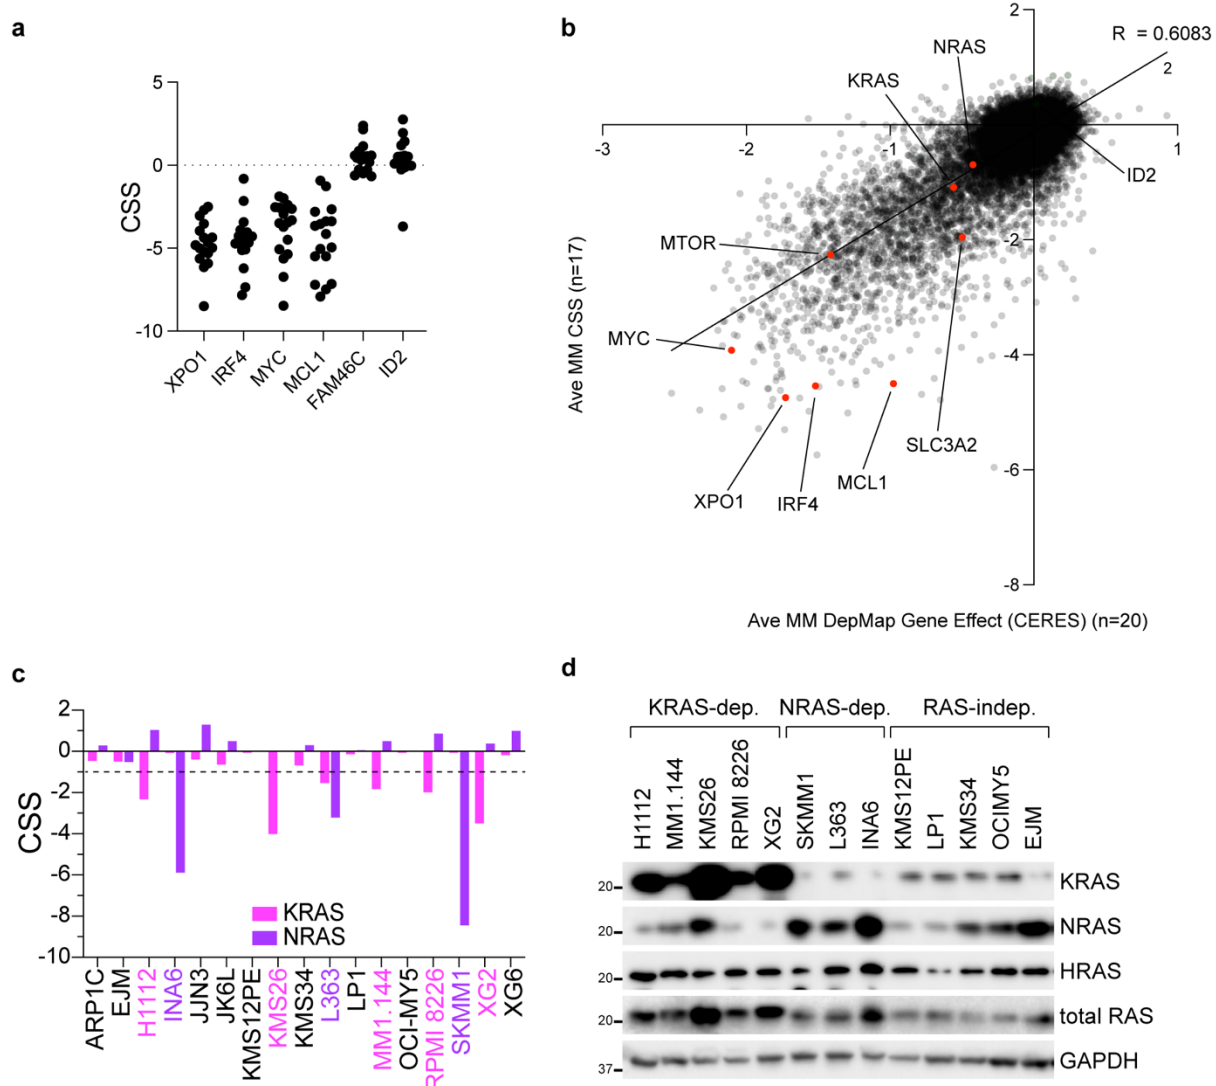 a
5
0
-5
-10
CSS
XPO1
IRF4
MYC
MCL1
FAM46C
ID2
b
2
R = 0.6083
2
NRAS
KRAS
-3
-2
-1
1
ID2
-2
MTOR
MYC
-4
SLC3A2
MCL1
XPO1
IRF4
-6
-8
Ave MM CSS (n=17)
Ave MM DepMap Gene Effect (CERES) (n=20)
c
2
0
-2
-4
-6
-8
-10
CSS
KRAS
NRAS
ARP1C
EJM
H1112
INA6
JJN3
JK6L
KMS12PE
KMS26
KMS34
L363
LP1
MM1.144
OCI-MY5
RPMI 8226
SKMM1
XG2
XG6
d
KRAS-dep. NRAS-dep. RAS-indep.
H1112
MM1.144
KMS26
RPMI 8226
XG2
SKMM1
L363
INA6
KMS12PE
LP1
KMS34
OCIMY5
EJM
20 KRAS
20 NRAS
20 HRAS
20 total RAS
37 GAPDH